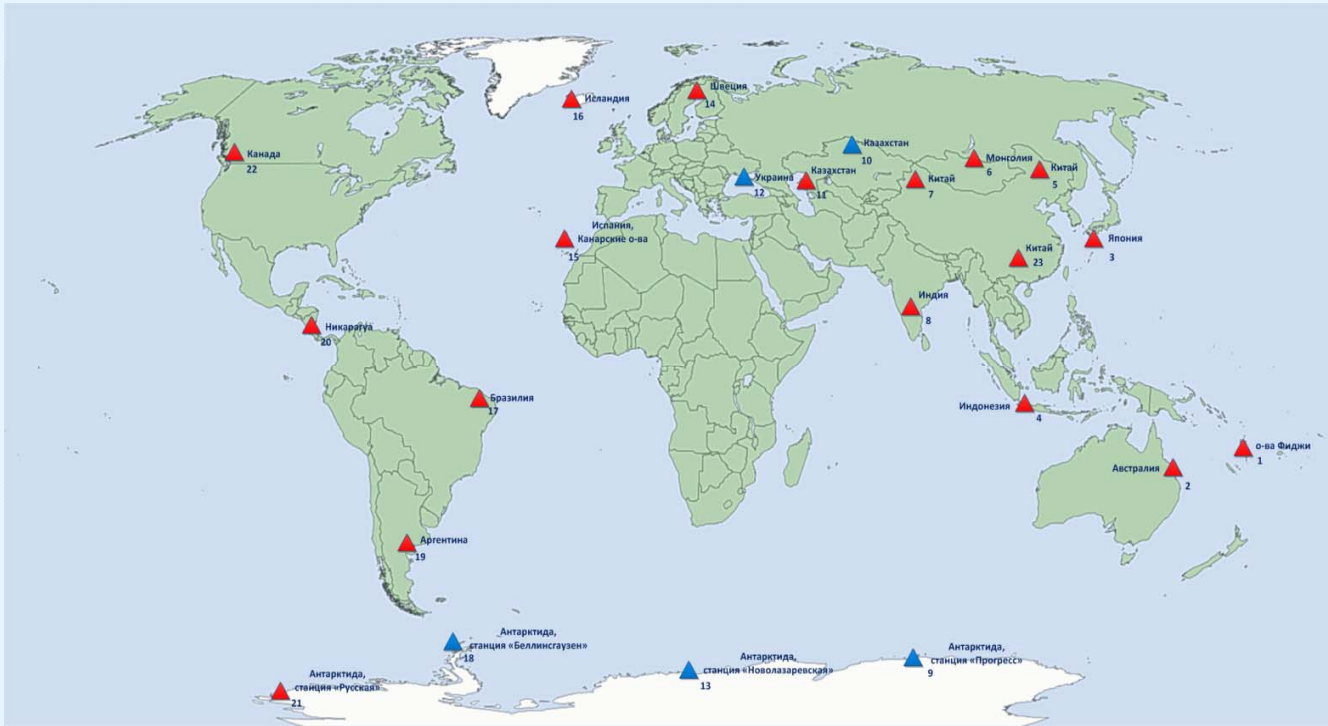 Швеция
14
Исландия
16
Казахстан
10
Канада
22
Монголия
6
Китай
5
Казахстан
11
Украина
12
Китай
7
Испания,
Канарские о-ва
15
Япония
3
Китай
23
Индия
8
Никарагуа
20
Бразилия
17
Индонезия
4
о-ва Фиджи
1
Австралия
2
Аргентина
19
Антарктида,
станция «Беллинсгаузен»
18
Антарктида,
станция «Прогресс»
9
Антарктида,
станция «Новолазаревская»
13
Антарктида,
станция «Русская»
21